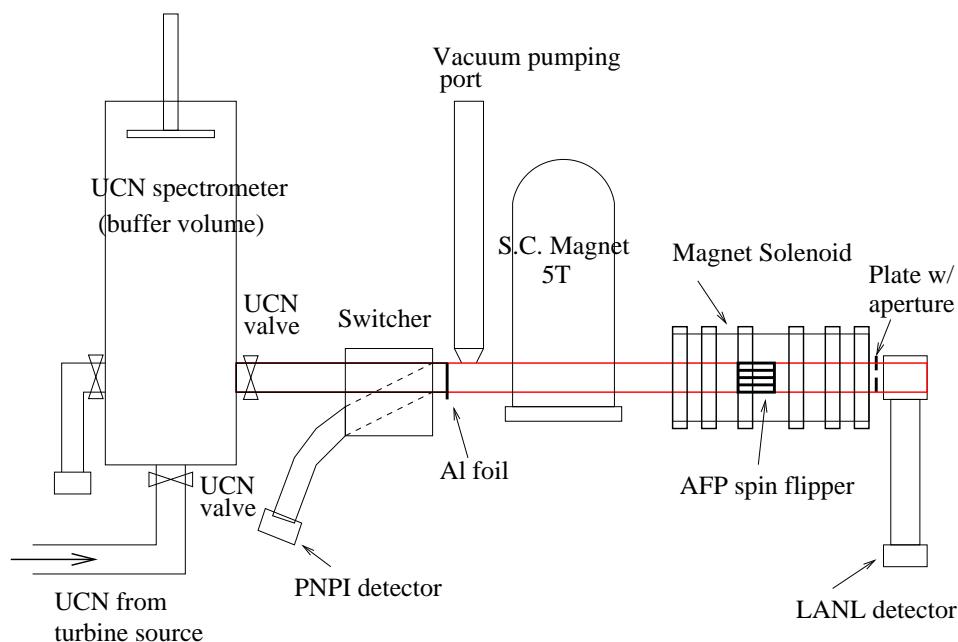 Vacuum pumping
port
UCN spectrometer
(buffer volume)
S.C. Magnet
5T
Magnet Solenoid
Plate w/
aperture
UCN
valve
Switcher
Al foil
AFP spin flipper
UCN
valve
PNPI detector
LANL detector
UCN from
turbine source